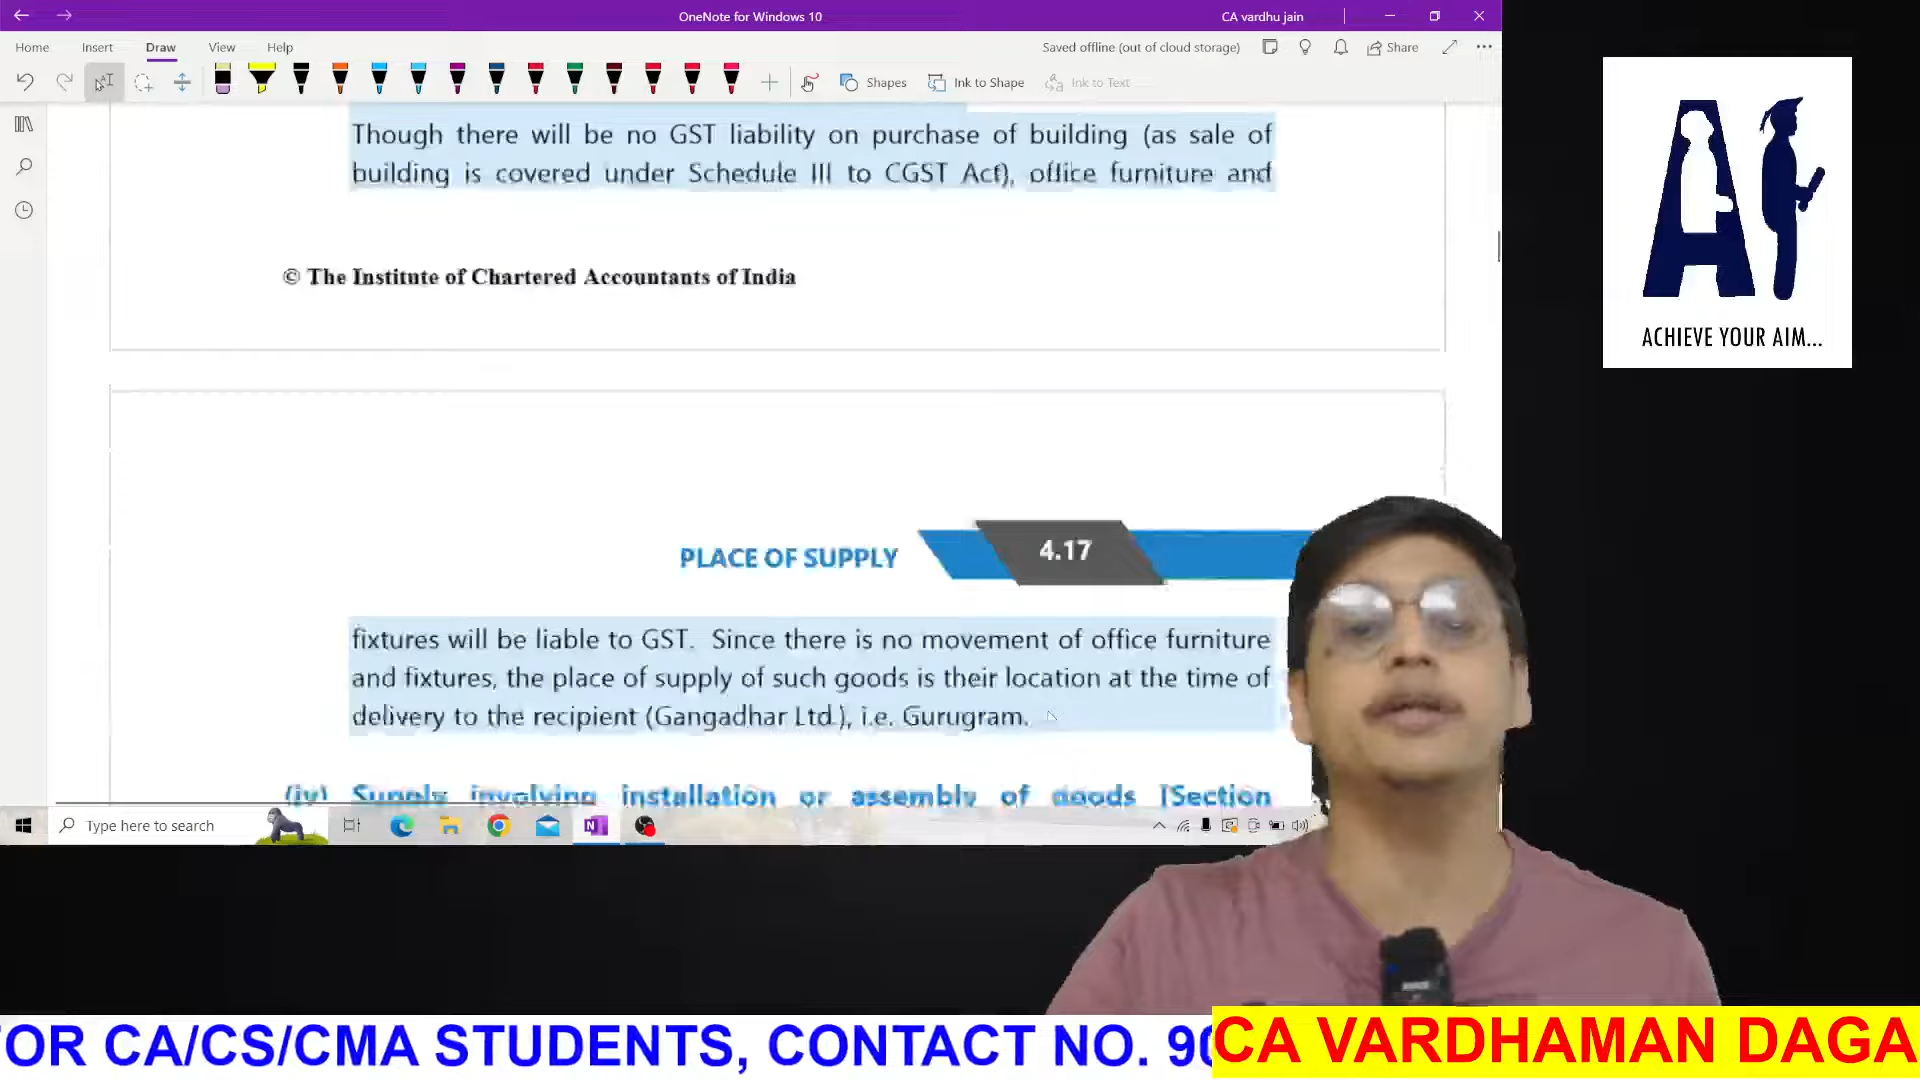 OneNote for Windows 10
CA vardhu jain
Home Insert Draw View Help
Saved offline (out of cloud storage)
Share
Shapes
Ink to Shape
Ink to Text
Though there will be no GST liability on purchase of building (as sale of
building is covered under Schedule III to CGST Act), office furniture and
© The Institute of Chartered Accountants of India
PLACE OF SUPPLY
4.17
fixtures will be liable to GST. Since there is no movement of office furniture
and fixtures, the place of supply of such goods is their location at the time of
delivery to the recipient (Gangadhar Ltd.), i.e. Gurugram.
(iv) Supply involving installation or assembly of goods [Section
Type here to search
ACHIEVE YOUR AIM...
OR CA/CS/CMA STUDENTS, CONTACT NO. 90
CA VARDHAMAN DAGA